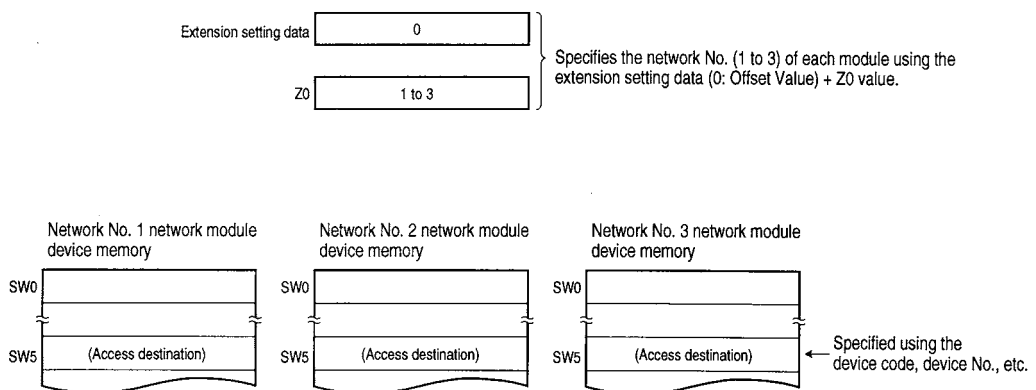 Extension setting data
0
Z0
1 to 3
Specifies the network No. (1 to 3) of each module using the
extension setting data (0: Offset Value) + Z0 value.
Network No. 1 network module
device memory
SW0
SW5
(Access destination)
Network No. 2 network module
device memory
SW0
SW5
(Access destination)
Network No. 3 network module
device memory
SW0
SW5
(Access destination)
Specified using the
device code, device No., etc.